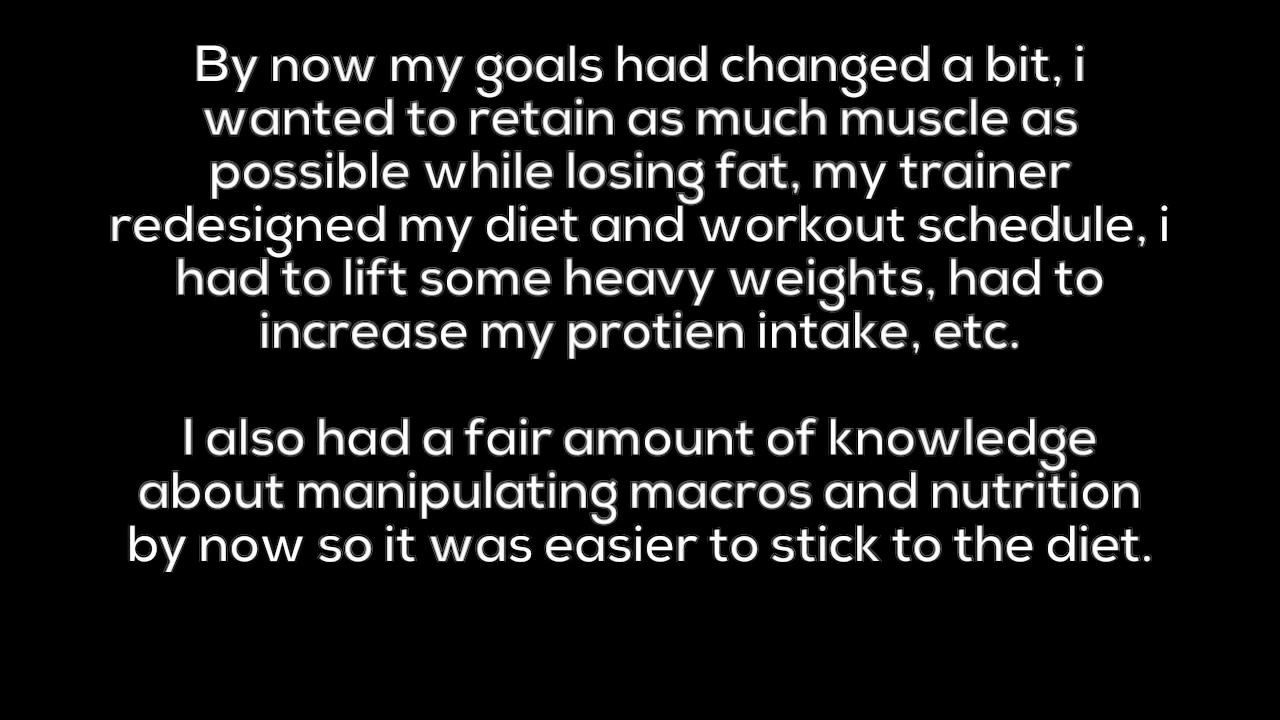 By now my goals had changed a bit, i
wanted to retain as much muscle as
possible while losing fat, my trainer
redesigned my diet and workout schedule, i
had to lift some heavy weights, had to
increase my protien intake, etc.
I also had a fair amount of knowledge
about manipulating macros and nutrition
by now so it was easier to stick to the diet.